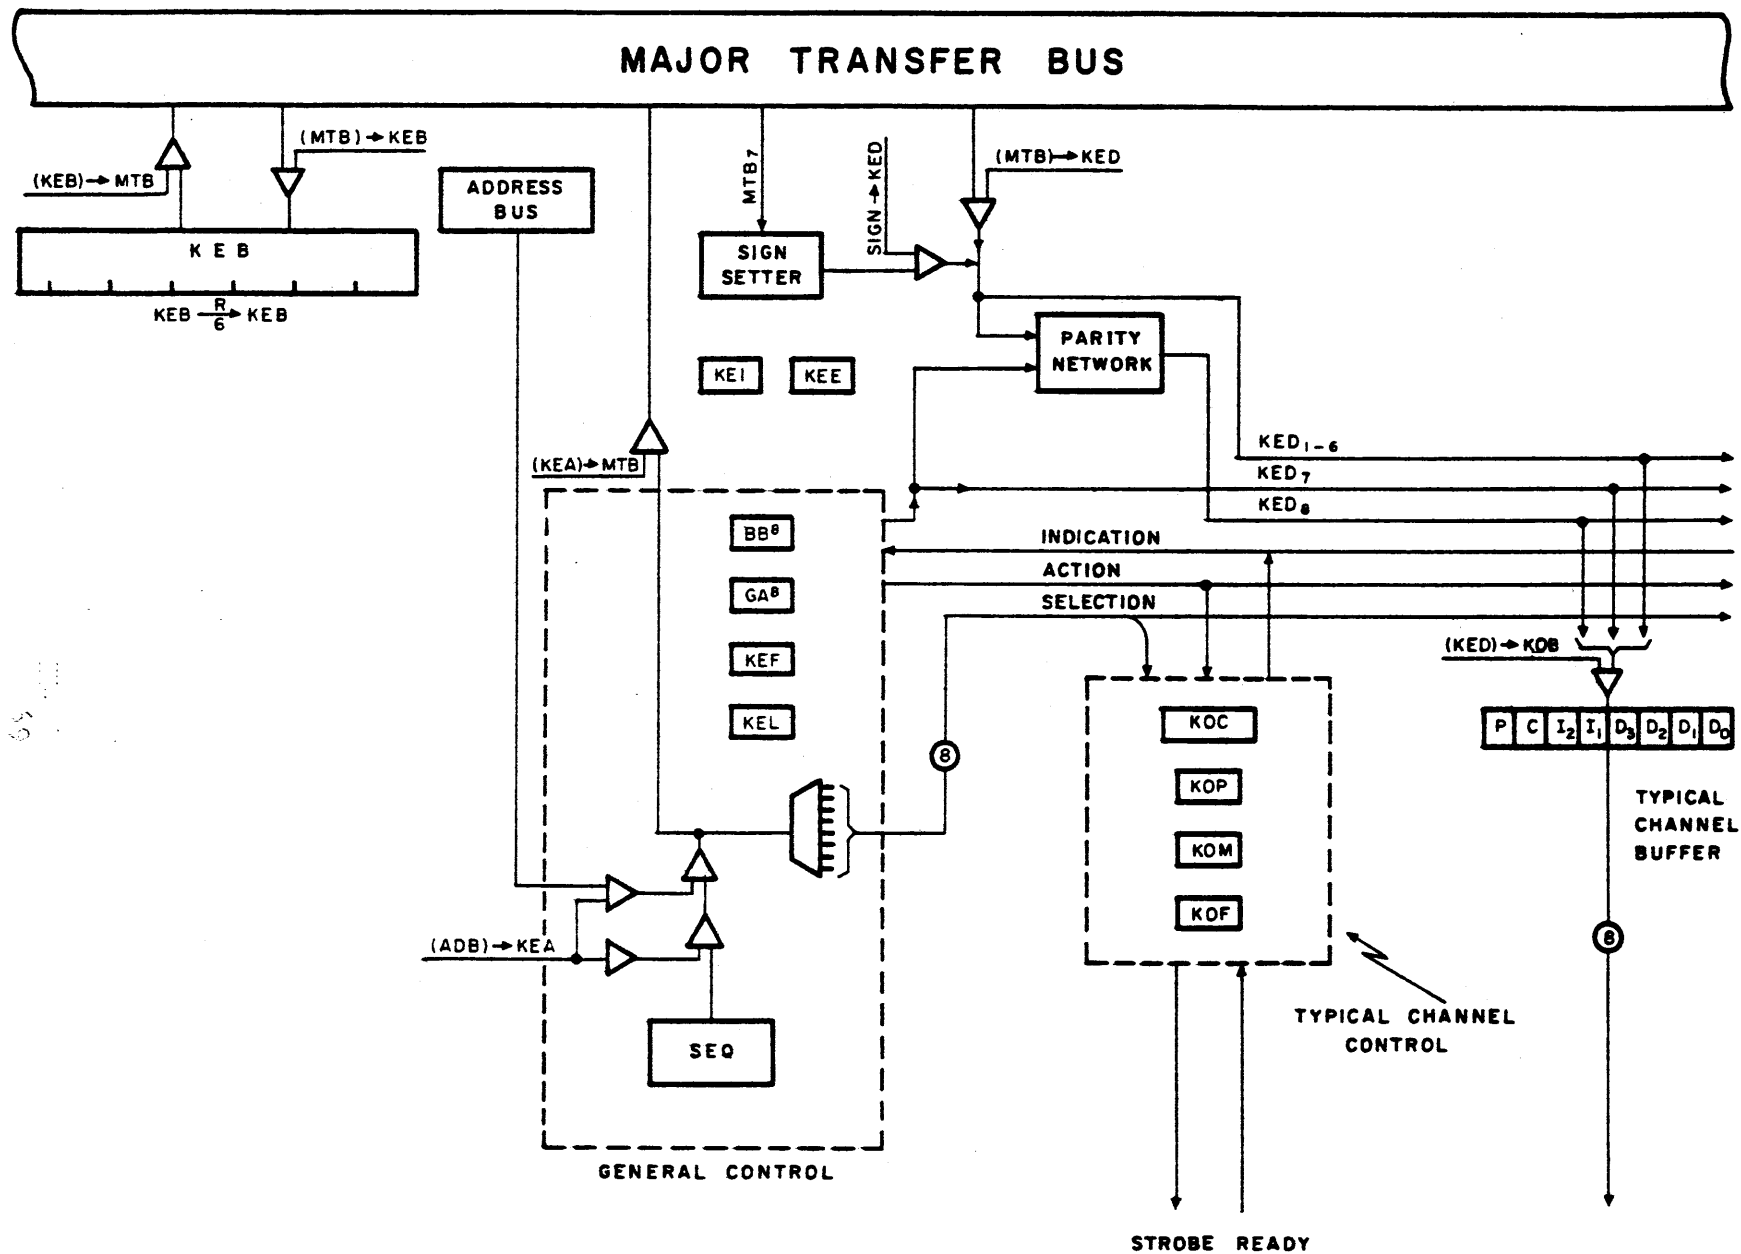 MAJOR TRANSFER BUS
(KEB)→MTB
(MTB)→KEB
ADDRESS
BUS
MTB₇
SIGN→KED
(MTB)→KED
KEB
KEB R/6→KEB
SIGN
SETTER
PARITY
NETWORK
KEI
KEE
(KEA)→MTB
KED₁₋₆
KED₇
KED₈
INDICATION
ACTION
SELECTION
BB⁸
GA⁸
KEF
KEL
8
(KED)→KOB
KOC
KOP
KOM
KOF
P C I₂ I₁ D₃ D₂ D₁ D₀
TYPICAL
CHANNEL
BUFFER
8
(ADB)→KEA
SEQ
TYPICAL CHANNEL
CONTROL
GENERAL CONTROL
STROBE READY